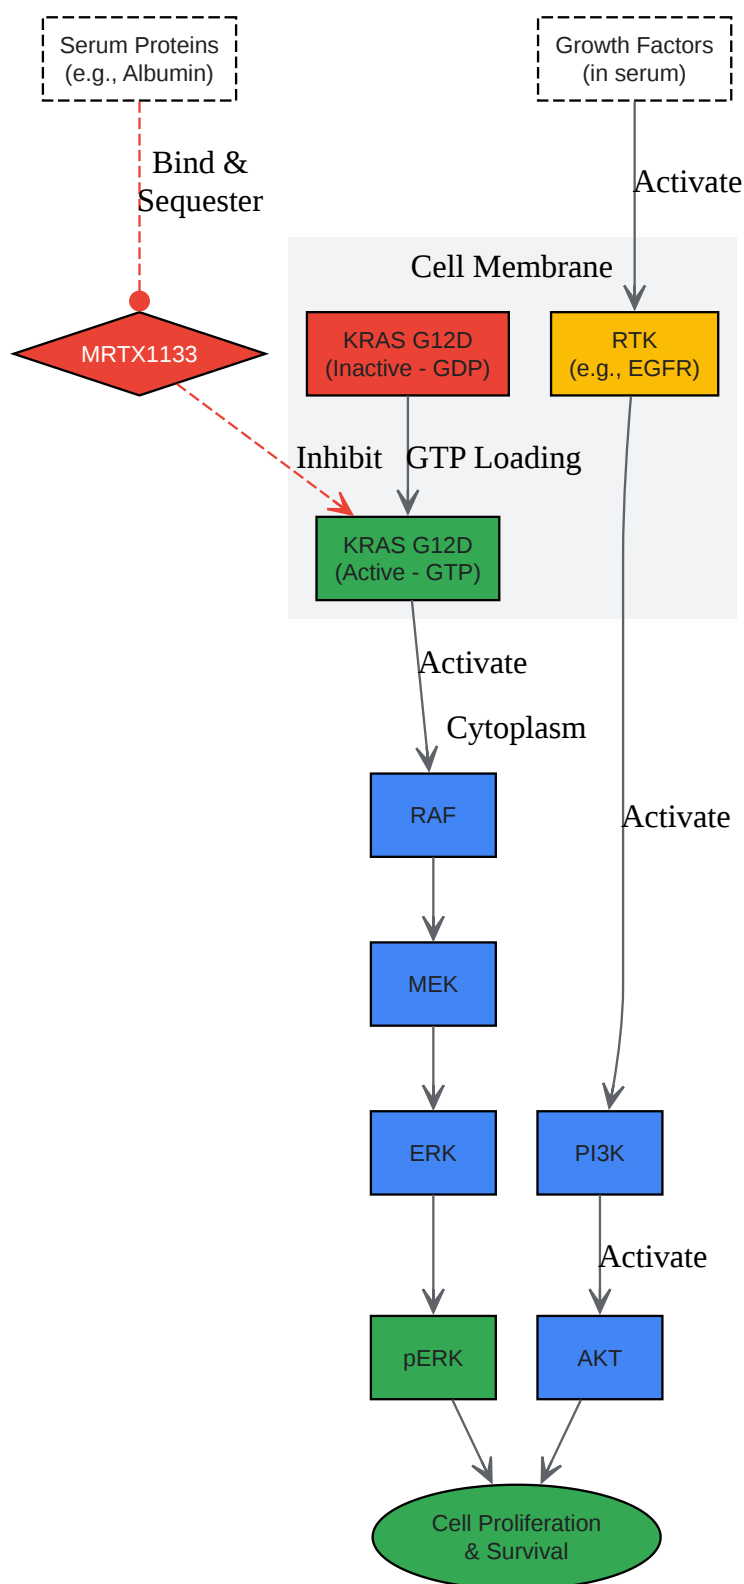 Serum Proteins
(e.g., Albumin)
Growth Factors
(in serum)
Bind &
Sequester
Activate
Cell Membrane
MRTX1133
KRAS G12D
(Inactive - GDP)
RTK
(e.g., EGFR)
Inhibit
GTP Loading
KRAS G12D
(Active - GTP)
Activate
Cytoplasm
RAF
Activate
MEK
ERK
PI3K
Activate
pERK
AKT
Cell Proliferation
& Survival